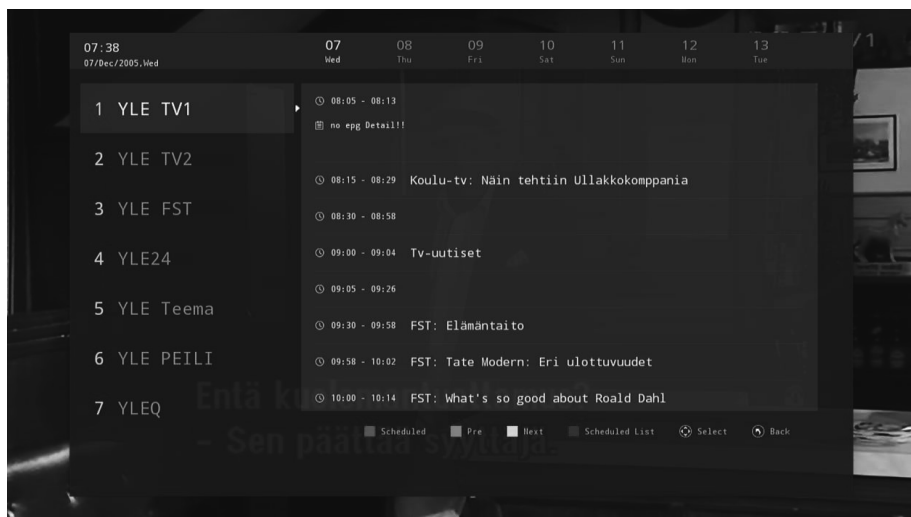 /1
07:38
07/Dec/2005,Wed
07 08 09 10 11 12 13
Wed Thu Fri Sat Sun Mon Tue
1 YLE TV1
2 YLE TV2
3 YLE FST
4 YLE24
5 YLE Teema
6 YLE PEILI
7 YLEQ
08:05 - 08:13
no epg Detail!!
08:15 - 08:29 Koulu-tv: Näin tehtiin Ullakkokomppania
08:30 - 08:58
09:00 - 09:04 Tv-uutiset
09:05 - 09:26
09:30 - 09:58 FST: Elämäntaito
09:58 - 10:02 FST: Tate Modern: Eri ulottuvuudet
10:00 - 10:14 FST: What's so good about Roald Dahl
Scheduled Pre Next Scheduled List Select Back
Entä
- Sen päättää syyttäjä.